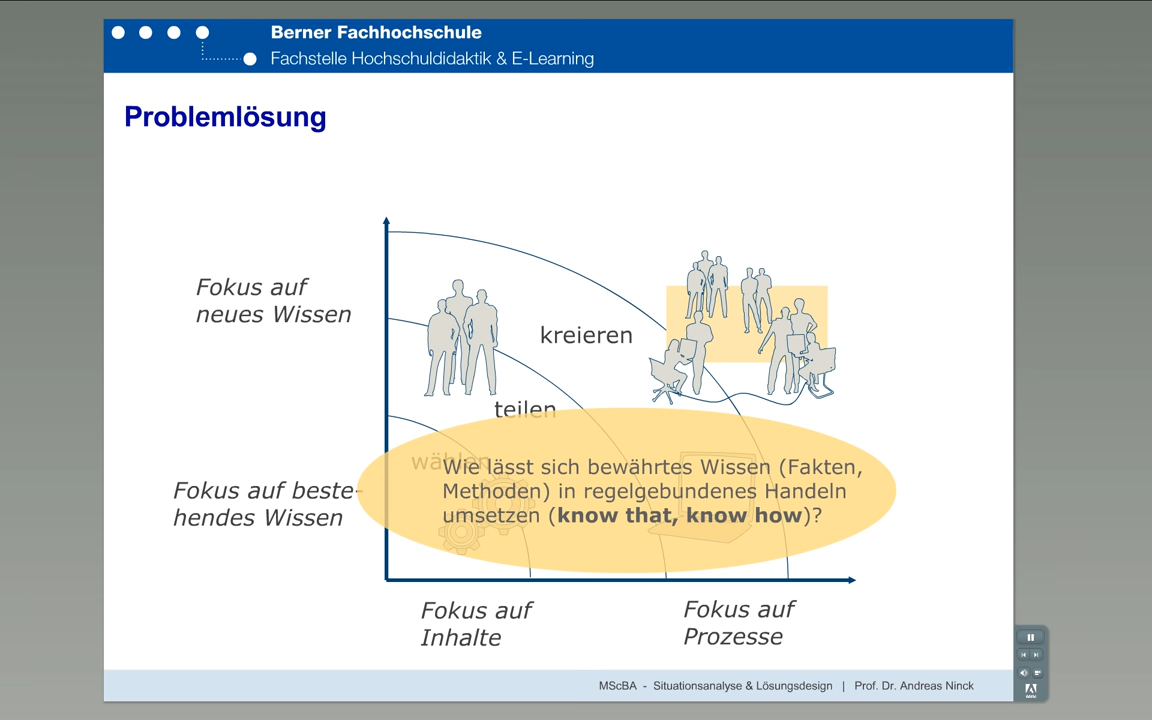 Berner Fachhochschule
Fachstelle Hochschuldidaktik & E-Learning
Problemlösung
Fokus auf
neues Wissen
kreieren
teilen
wählen
Wie lässt sich bewährtes Wissen (Fakten,
Methoden) in regelgebundenes Handeln
umsetzen (know that, know how)?
Fokus auf beste-
hendes Wissen
Fokus auf
Inhalte
Fokus auf
Prozesse
MScBA - Situationsanalyse & Lösungsdesign | Prof. Dr. Andreas Ninck